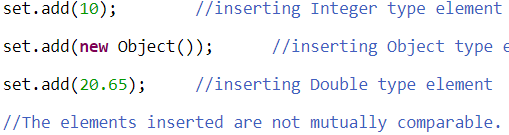 set.add(10); //inserting Integer type element
set.add(new Object()); //inserting Object type
set.add(20.65); //inserting Double type element
//The elements inserted are not mutually comparable.